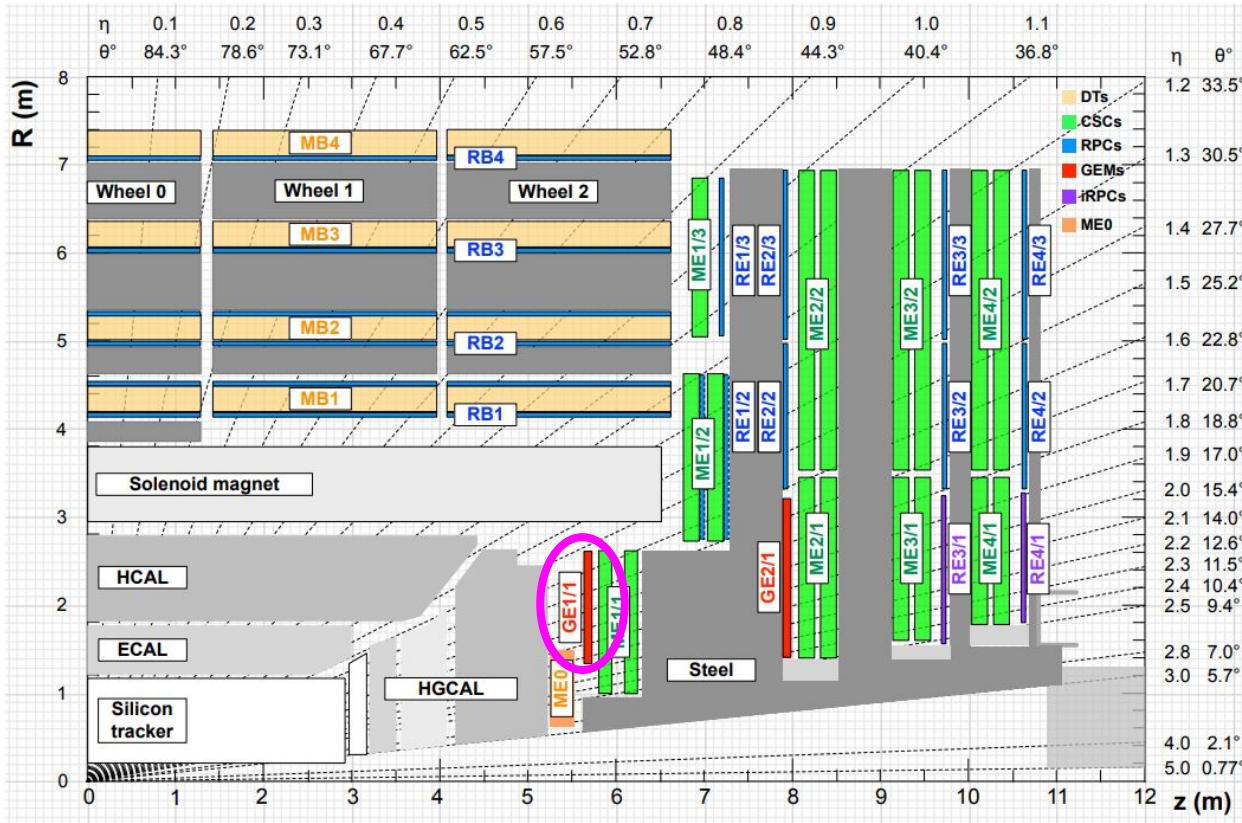 η 0.1 0.2 0.3 0.4 0.5 0.6 0.7 0.8 0.9 1.0 1.1
θ° 84.3° 78.6° 73.1° 67.7° 62.5° 57.5° 52.8° 48.4° 44.3° 40.4° 36.8° η θ°
R (m)
8
7
6
5
4
3
2
1
0
0 1 2 3 4 5 6 7 8 9 10 11 12
z (m)
1.2 33.5°
1.3 30.5°
1.4 27.7°
1.5 25.2°
1.6 22.8°
1.7 20.7°
1.8 18.8°
1.9 17.0°
2.0 15.4°
2.1 14.0°
2.2 12.6°
2.3 11.5°
2.4 10.4°
2.5 9.4°
2.8 7.0°
3.0 5.7°
4.0 2.1°
5.0 0.77°
DTs
CSCs
RPCs
GEMs
iRPCs
ME0
MB4
RB4
Wheel 0
Wheel 1
Wheel 2
MB3
RB3
MB2
RB2
MB1
RB1
Solenoid magnet
HCAL
ECAL
HGCAL
Silicon
tracker
Steel
ME1/3
RE1/3
RE2/3
ME2/2
ME3/2
RE3/3
ME4/2
RE4/3
ME1/2
RE1/2
RE2/2
RE3/2
RE4/2
GE1/1
ME1/1
ME0
GE2/1
ME2/1
ME3/1
RE3/1
ME4/1
RE4/1